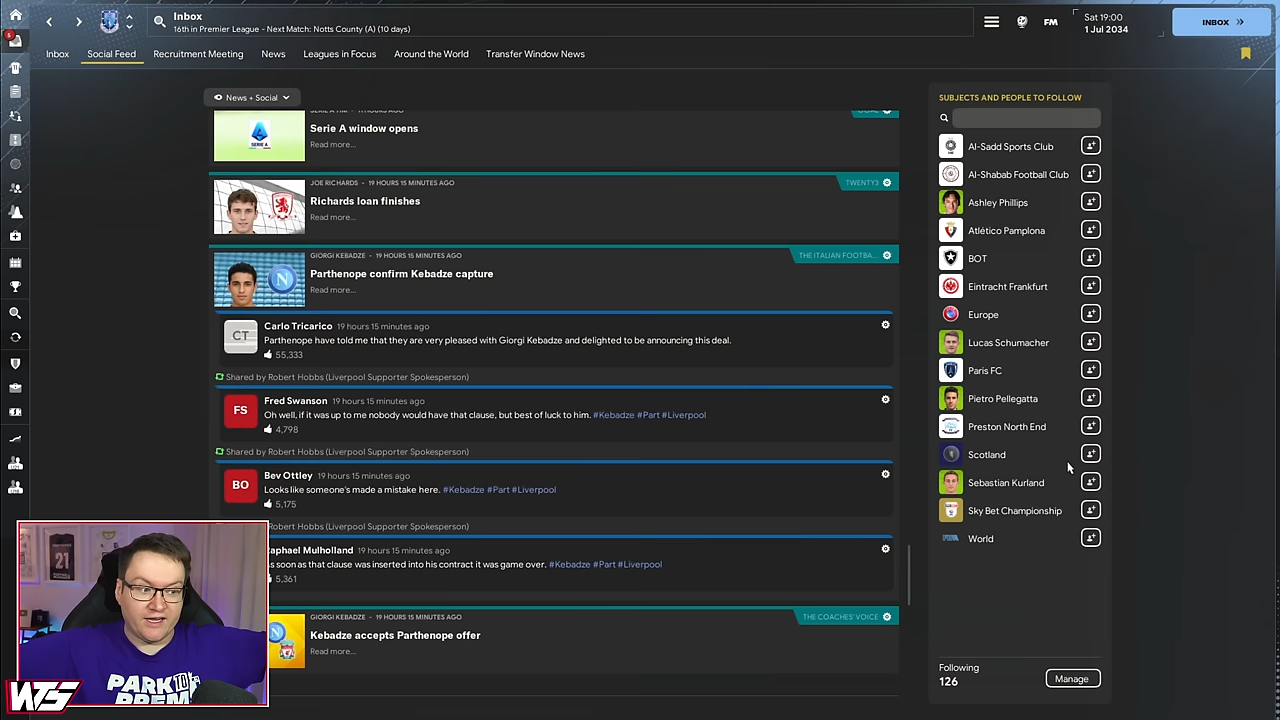 Inbox
16th in Premier League - Next Match: Notts County (A) (10 days)
FM
Sat 19:00
1 Jul 2034
INBOX
Inbox
Social Feed
Recruitment Meeting
News
Leagues in Focus
Around the World
Transfer Window News
News + Social
Serie A window opens
Read more...
JOE RICHARDS - 19 HOURS 15 MINUTES AGO
TWENTY3
Richards loan finishes
Read more...
GIORGI KEBADZE - 19 HOURS 15 MINUTES AGO
THE ITALIAN FOOTBA...
Parthenope confirm Kebadze capture
Read more...
CT
Carlo Tricarico 19 hours 15 minutes ago
Parthenope have told me that they are very pleased with Giorgi Kebadze and delighted to be announcing this deal.
55,333
Shared by Robert Hobbs (Liverpool Supporter Spokesperson)
FS
Fred Swanson 19 hours 15 minutes ago
Oh well, if it was up to me nobody would have that clause, but best of luck to him. #Kebadze #Part #Liverpool
4,798
Shared by Robert Hobbs (Liverpool Supporter Spokesperson)
BO
Bev Ottley 19 hours 15 minutes ago
Looks like someone's made a mistake here. #Kebadze #Part #Liverpool
5,175
Robert Hobbs (Liverpool Supporter Spokesperson)
Raphael Mulholland 19 hours 15 minutes ago
s soon as that clause was inserted into his contract it was game over. #Kebadze #Part #Liverpool
5,361
GIORGI KEBADZE - 19 HOURS 15 MINUTES AGO
THE COACHES' VOICE
Kebadze accepts Parthenope offer
Read more...
SUBJECTS AND PEOPLE TO FOLLOW
Al-Sadd Sports Club
Al-Shabab Football Club
Ashley Phillips
Atlético Pamplona
BOT
Eintracht Frankfurt
Europe
Lucas Schumacher
Paris FC
Pietro Pellegatta
Preston North End
Scotland
Sebastian Kurland
Sky Bet Championship
World
Following
126
Manage
21
PARK TO
PREM
WTS